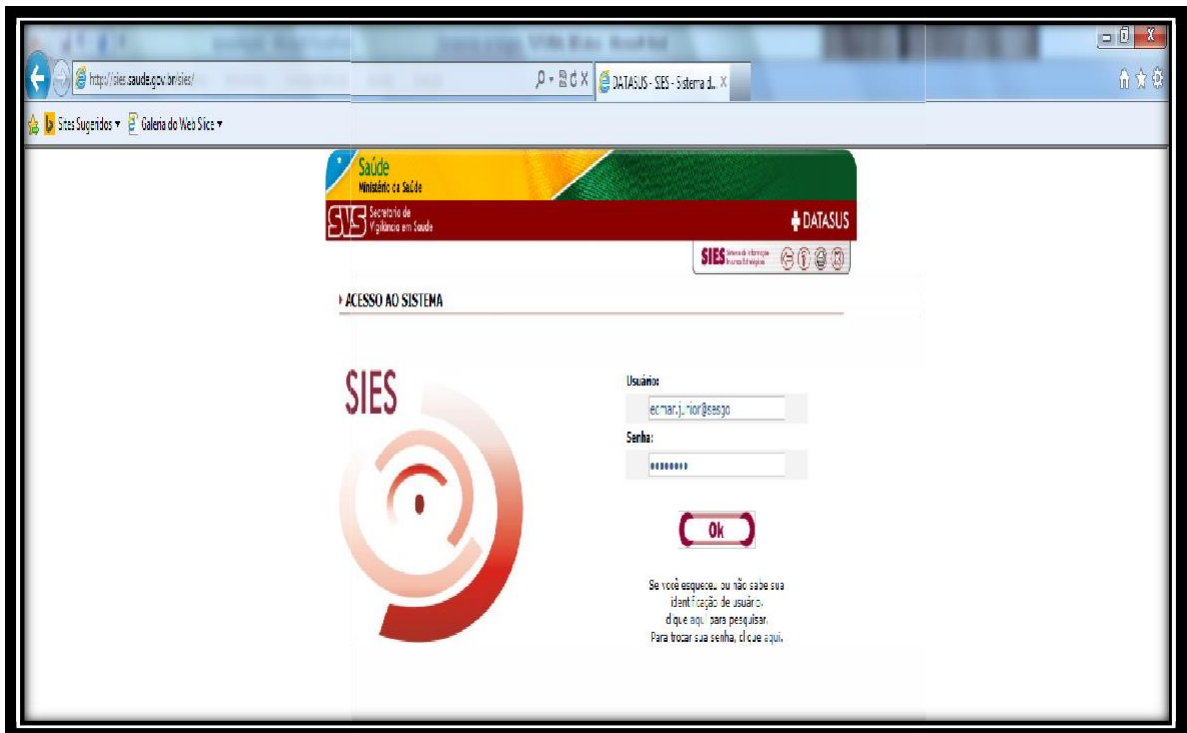 http://sies.saude.gov.br/sies/
DATASUS - SIES - Sistema d...
Sites Sugeridos
Galeria do Web Slice
Saúde
Ministério da Saúde
SVS Secretaria de
Vigilância em Saúde
DATASUS
SIES
ACESSO AO SISTEMA
SIES
Usuário:
Senha:
Ok
Se você esqueceu ou não sabe sua
identificação de usuário,
clique aqui para pesquisar.
Para trocar sua senha, clique aqui.